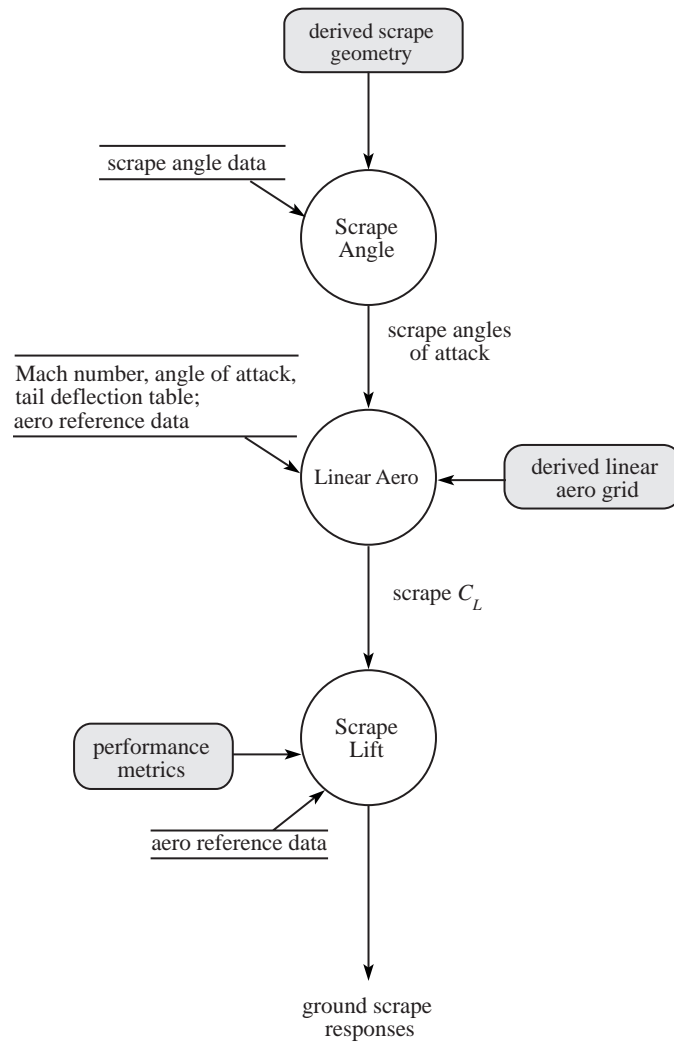 derived scrape
geometry
scrape angle data
Scrape
Angle
scrape angles
of attack
Mach number, angle of attack,
tail deflection table;
aero reference data
Linear Aero
derived linear
aero grid
scrape C_L
Scrape
Lift
performance
metrics
aero reference data
ground scrape
responses